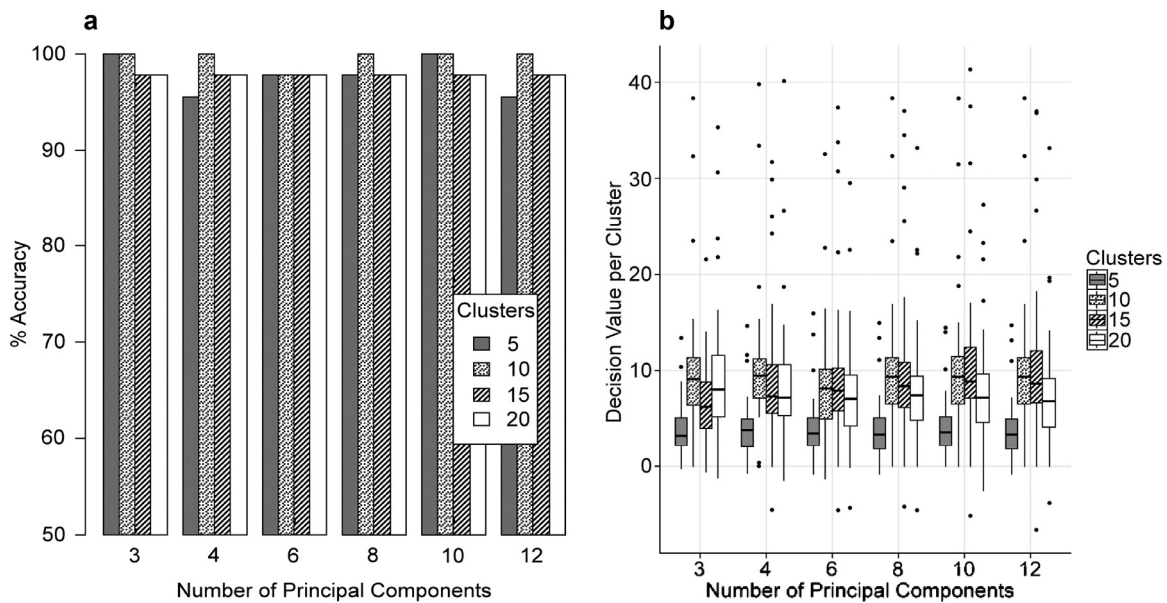 a
% Accuracy
100
90
80
70
60
50
Clusters
5
10
15
20
3 4 6 8 10 12
Number of Principal Components
b
Decision Value per Cluster
40
30
20
10
0
3 4 6 8 10 12
Number of Principal Components
Clusters
5
10
15
20